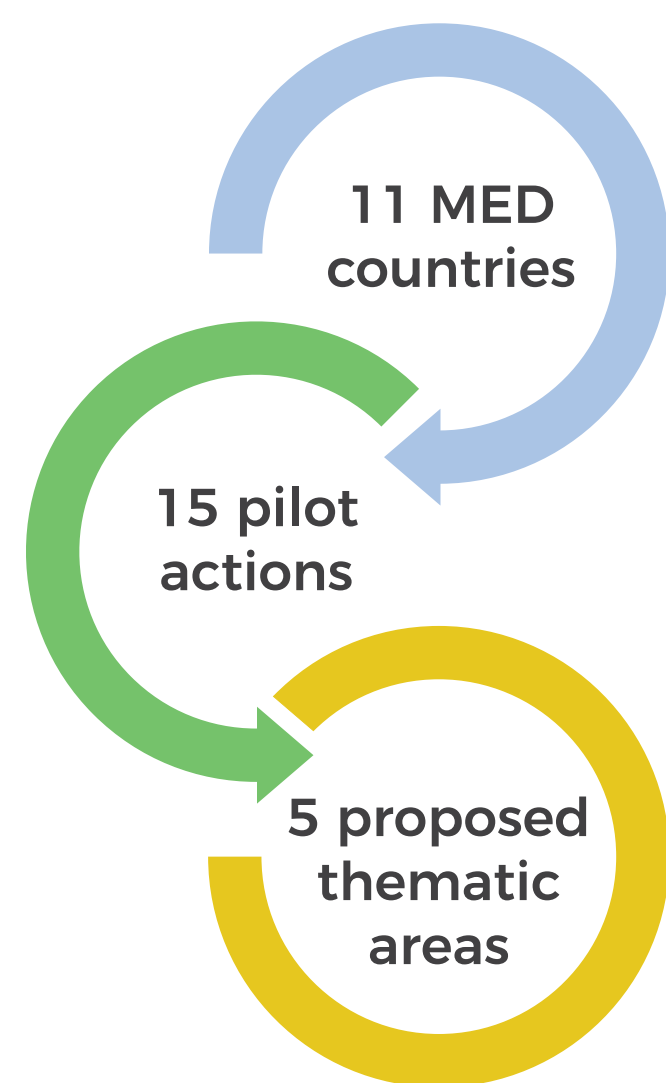 11 MED
countries
15 pilot
actions
5 proposed
thematic
areas